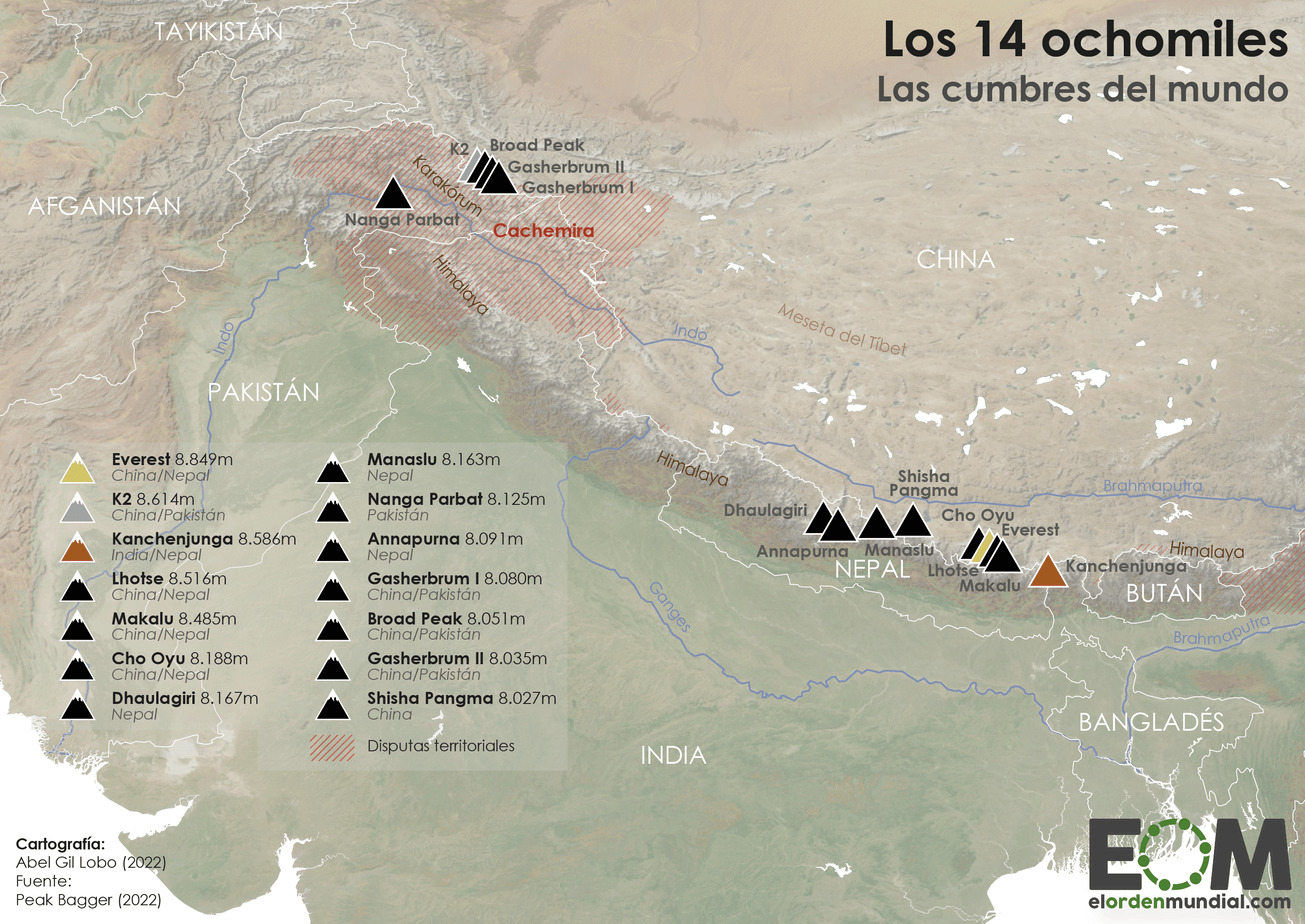 Los 14 ochomiles
Las cumbres del mundo
TAYIKISTÁN
AFGANISTÁN
K2
Broad Peak
Gasherbrum II
Gasherbrum I
Karakórum
Nanga Parbat
Cachemira
Himalaya
CHINA
Indo
Meseta del Tíbet
Indo
PAKISTÁN
Himalaya
Shisha
Pangma
Brahmaputra
Dhaulagiri
Cho Oyu
Everest
Annapurna
Manaslu
Himalaya
NEPAL
Lhotse
Makalu
Kanchenjunga
BUTÁN
Ganges
Brahmaputra
BANGLADÉS
INDIA
Everest 8.849m
China/Nepal
K2 8.614m
China/Pakistán
Kanchenjunga 8.586m
India/Nepal
Lhotse 8.516m
China/Nepal
Makalu 8.485m
China/Nepal
Cho Oyu 8.188m
China/Nepal
Dhaulagiri 8.167m
Nepal
Manaslu 8.163m
Nepal
Nanga Parbat 8.125m
Pakistán
Annapurna 8.091m
Nepal
Gasherbrum I 8.080m
China/Pakistán
Broad Peak 8.051m
China/Pakistán
Gasherbrum II 8.035m
China/Pakistán
Shisha Pangma 8.027m
China
Disputas territoriales
Cartografía:
Abel Gil Lobo (2022)
Fuente:
Peak Bagger (2022)
EOM
elordenmundial.com